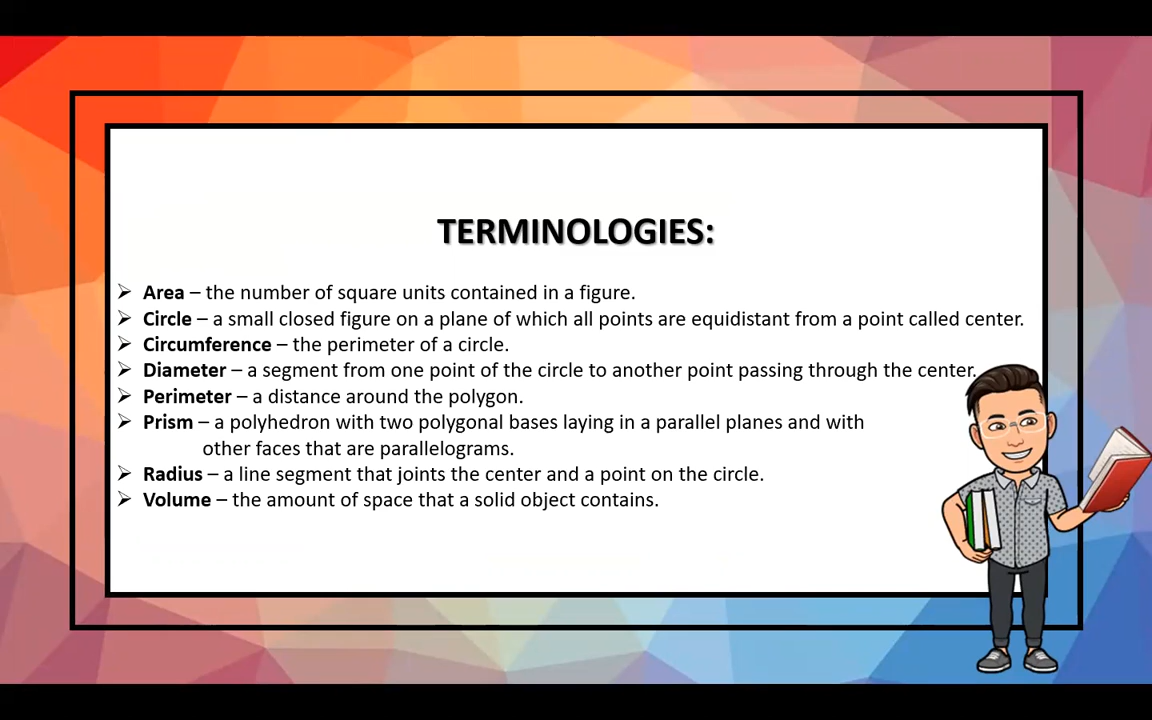 TERMINOLOGIES:
➢ Area – the number of square units contained in a figure.
➢ Circle – a small closed figure on a plane of which all points are equidistant from a point called center.
➢ Circumference – the perimeter of a circle.
➢ Diameter – a segment from one point of the circle to another point passing through the center.
➢ Perimeter – a distance around the polygon.
➢ Prism – a polyhedron with two polygonal bases laying in a parallel planes and with
other faces that are parallelograms.
➢ Radius – a line segment that joints the center and a point on the circle.
➢ Volume – the amount of space that a solid object contains.